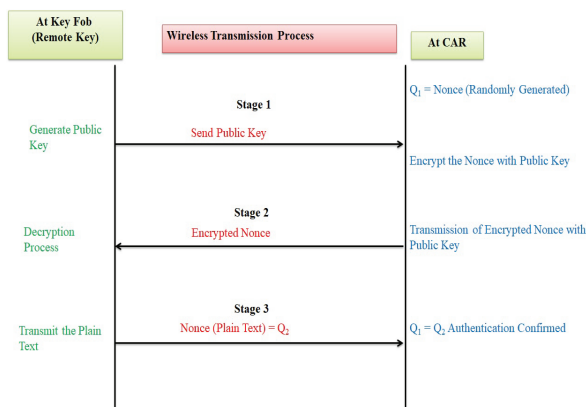 At Key Fob
(Remote Key)
Wireless Transmission Process
At CAR
Q₁ = Nonce (Randomly Generated)
Stage 1
Generate Public
Key
Send Public Key
Encrypt the Nonce with Public Key
Stage 2
Decryption
Process
Encrypted Nonce
Transmission of Encrypted Nonce with
Public Key
Stage 3
Transmit the Plain
Text
Nonce (Plain Text) = Q₂
Q₁ = Q₂ Authentication Confirmed